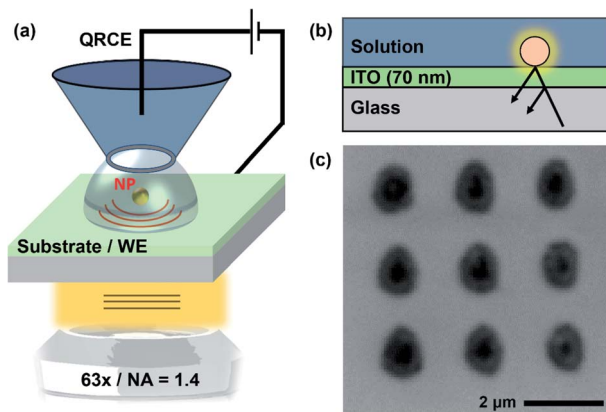 (a)
QRCE
NP
Substrate / WE
63x / NA = 1.4
(b)
Solution
ITO (70 nm)
Glass
(c)
2 µm